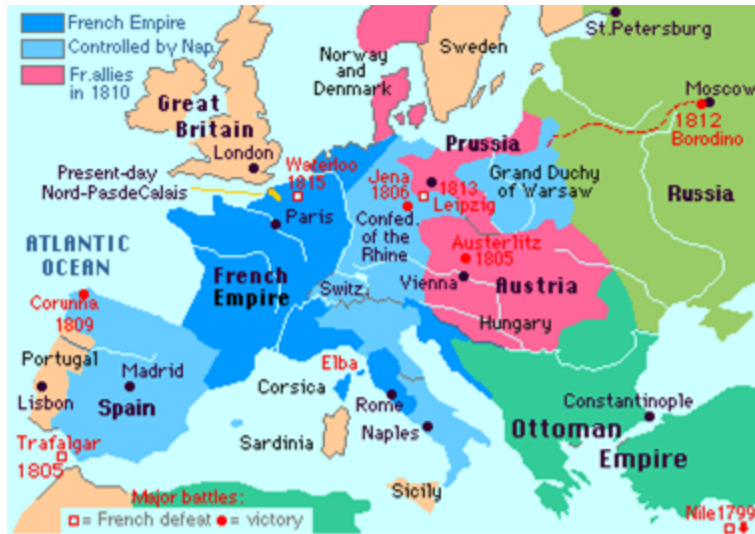 French Empire
Controlled by Nap.
Fr.allies
in 1810
St.Petersburg
Norway
and
Denmark
Sweden
Moscow
1812
Borodino
Great
Britain
London
Prussia
Waterloo
1815
Present-day
Nord-PasdeCalais
Jena
1806
1813
Leipzig
Grand Duchy
of Warsaw
Russia
Paris
Confed.
of the
Rhine
ATLANTIC
OCEAN
Austerlitz
1805
French
Empire
Switz.
Vienna
Austria
Corunna
1809
Hungary
Portugal
Madrid
Elba
Corsica
Lisbon
Spain
Rome
Constantinople
Sardinia
Naples
Ottoman
Empire
Trafalgar
1805
Sicily
Major battles:
= French defeat = victory
Nile1799